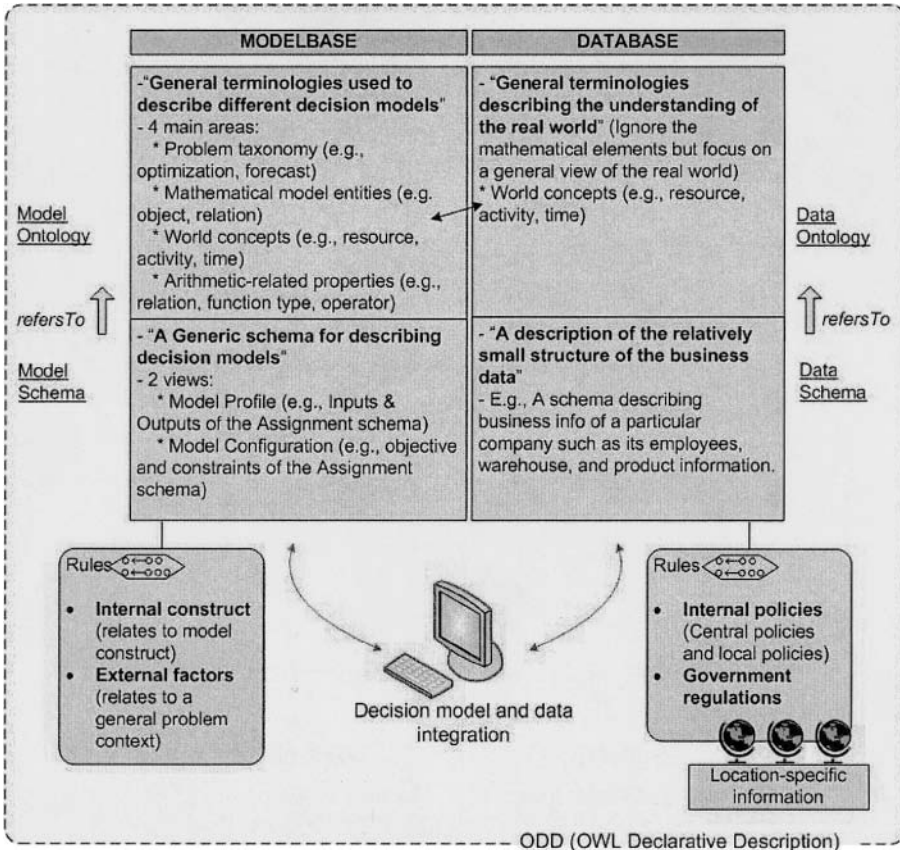 MODELBASE
DATABASE
-"General terminologies used to
describe different decision models"
- 4 main areas:
* Problem taxonomy (e.g.,
optimization, forecast)
* Mathematical model entities (e.g.
object, relation)
* World concepts (e.g., resource,
activity, time)
* Arithmetic-related properties (e.g.,
relation, function type, operator)
- "General terminologies
describing the understanding of
the real world" (Ignore the
mathematical elements but focus on
a general view of the real world)
* World concepts (e.g., resource,
activity, time)
Model
Ontology
refersTo
Model
Schema
Data
Ontology
refersTo
Data
Schema
- "A Generic schema for describing
decision models"
- 2 views:
* Model Profile (e.g., Inputs &
Outputs of the Assignment schema)
* Model Configuration (e.g., objective
and constraints of the Assignment
schema)
- "A description of the relatively
small structure of the business
data"
- E.g., A schema describing
business info of a particular
company such as its employees,
warehouse, and product information.
Rules
• Internal construct
(relates to model
construct)
• External factors
(relates to a
general problem
context)
Decision model and data
integration
Rules
• Internal policies
(Central policies
and local policies)
• Government
regulations
Location-specific
information
ODD (OWL Declarative Description)